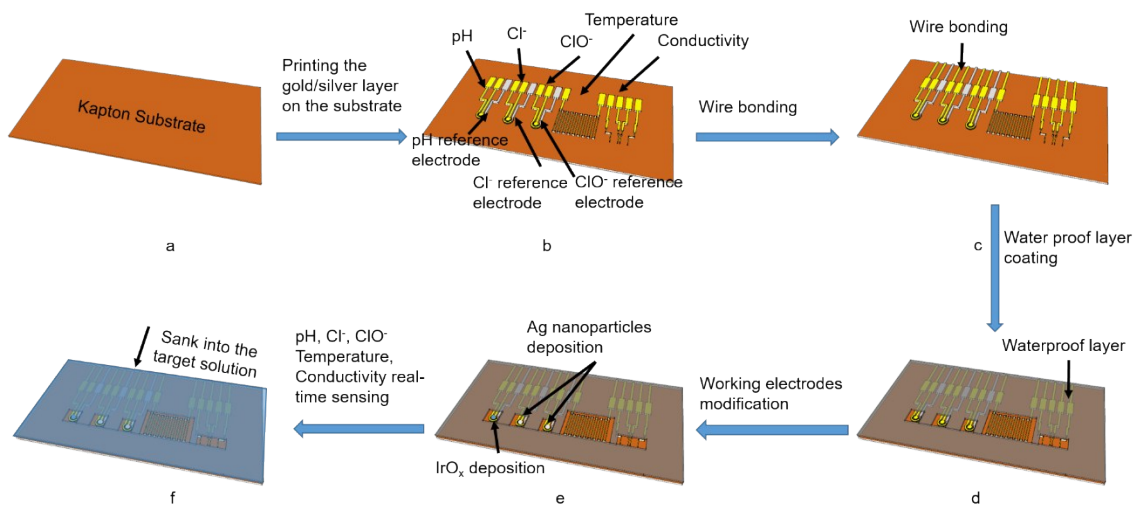 Kapton Substrate
a
Printing the
gold/silver layer
on the substrate
pH
Cl⁻
ClO⁻
Temperature
Conductivity
pH reference
electrode
Cl⁻ reference
electrode
ClO⁻ reference
electrode
b
Wire bonding
Wire bonding
c
Water proof layer
coating
Waterproof layer
d
Working electrodes
modification
Ag nanoparticles
deposition
IrOₓ deposition
e
pH, Cl⁻, ClO⁻
Temperature,
Conductivity real-
time sensing
Sank into the
target solution
f